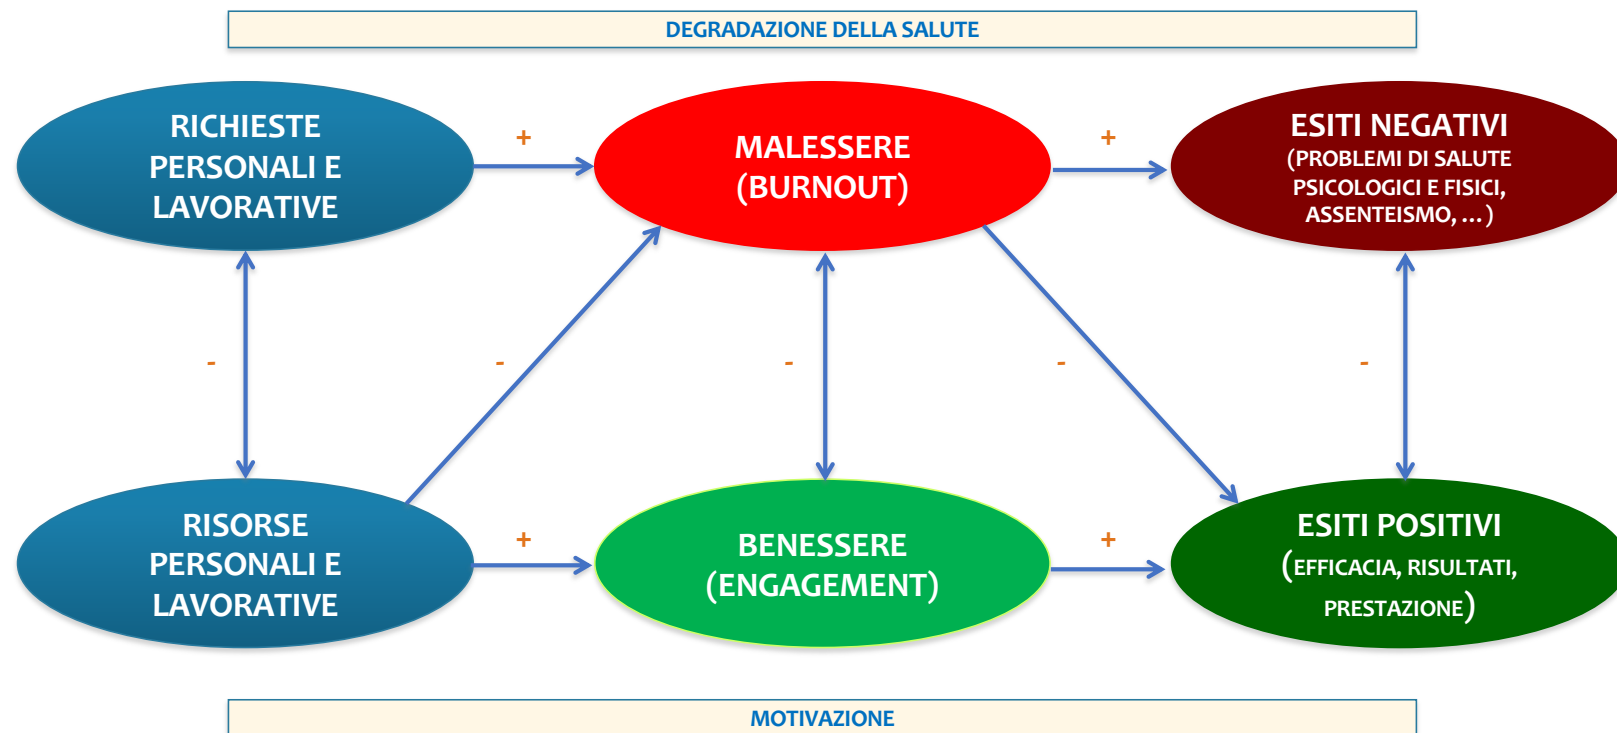 DEGRADAZIONE DELLA SALUTE
RICHIESTE
PERSONALI E
LAVORATIVE
+
MALESSERE
(BURNOUT)
+
ESITI NEGATIVI
(PROBLEMI DI SALUTE
PSICOLOGICI E FISICI,
ASSENTEISMO, ...)
-
-
-
-
-
RISORSE
PERSONALI E
LAVORATIVE
+
BENESSERE
(ENGAGEMENT)
+
ESITI POSITIVI
(EFFICACIA, RISULTATI,
PRESTAZIONE)
MOTIVAZIONE